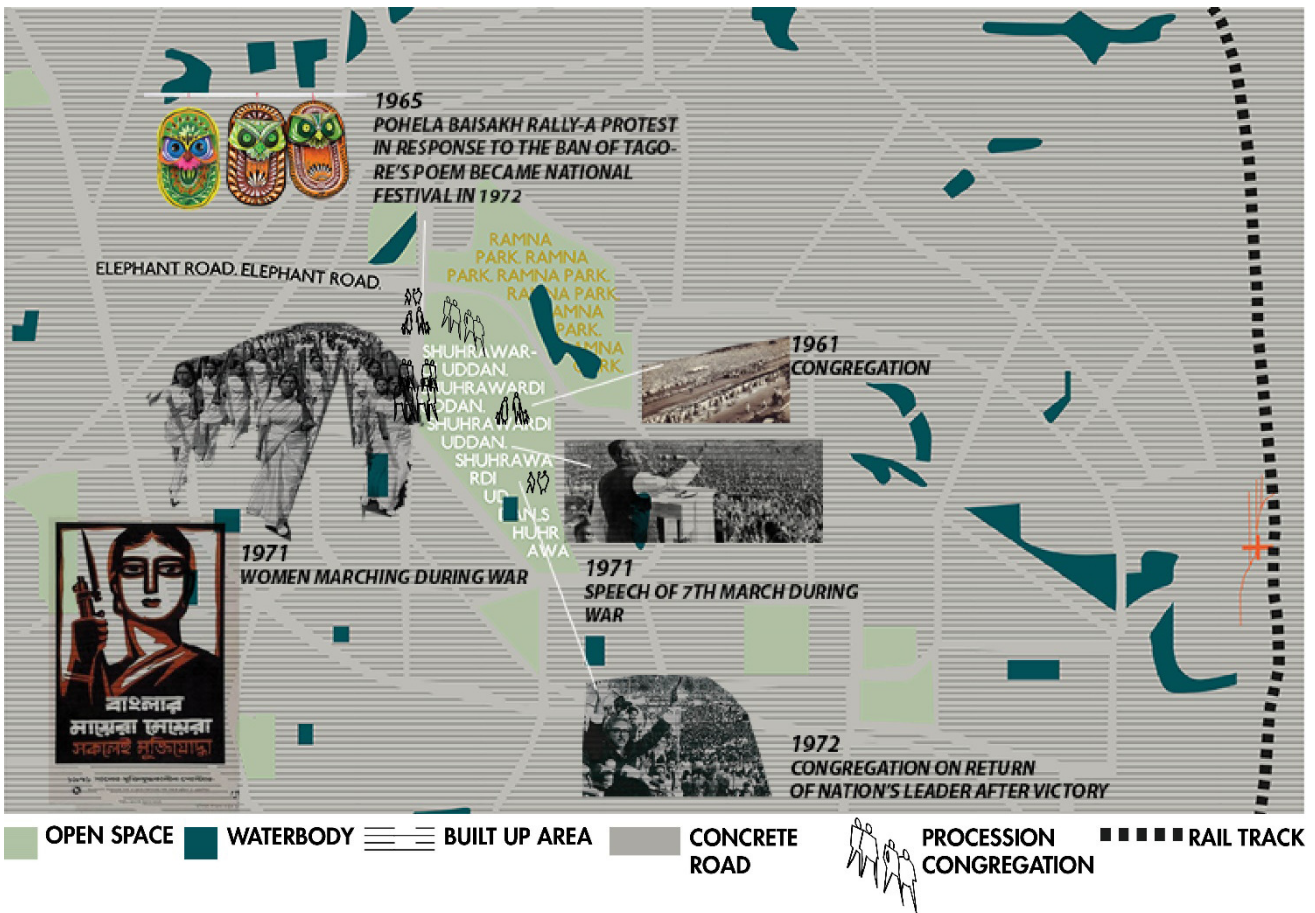 1965
POHELA BAISAKH RALLY-A PROTEST
IN RESPONSE TO THE BAN OF TAGO-
RE'S POEM BECAME NATIONAL
FESTIVAL IN 1972
RAMNA
PARK. RAMNA
PARK. RAMNA PARK.
RAMNA PARK
AMNA
PARK.
AMNA
PARK.
ELEPHANT ROAD. ELEPHANT ROAD.
SHUHRAWAR-
UDDAN.
UHRAWARDI
DDAN.
SHUHRAWARDI
UDDAN.
SHUHRAWA
RDI
UD
DAN.S
HUHR
AWA
1961
CONGREGATION
1971
WOMEN MARCHING DURING WAR
1971
SPEECH OF 7TH MARCH DURING
WAR
বাংলার
মায়েরা মেয়েরা
সকলেই মুক্তিযোদ্ধা
1972
CONGREGATION ON RETURN
OF NATION'S LEADER AFTER VICTORY
OPEN SPACE
WATERBODY
BUILT UP AREA
CONCRETE
ROAD
PROCESSION
CONGREGATION
RAIL TRACK